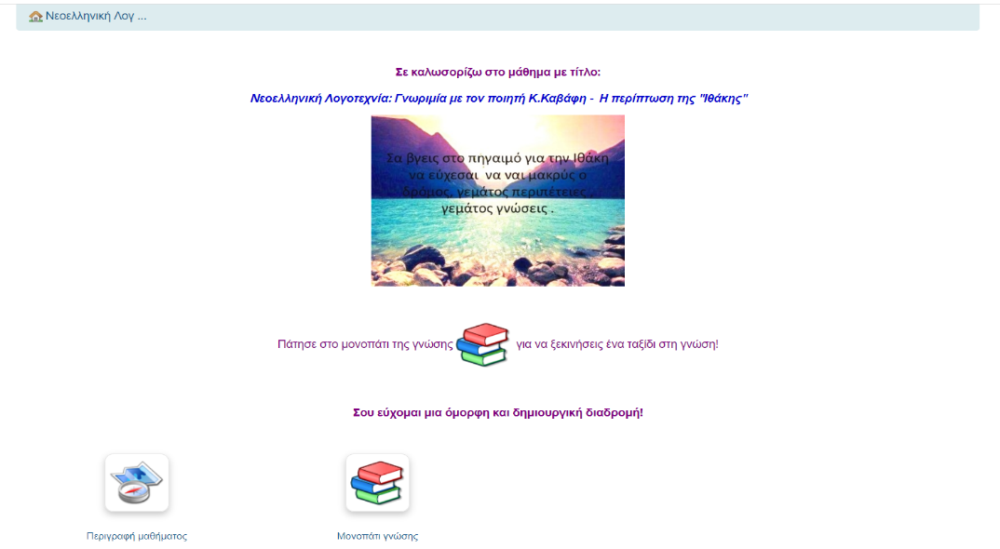 Νεοελληνική Λογ ...
Σε καλωσορίζω στο μάθημα με τίτλο:
Νεοελληνική Λογοτεχνία: Γνωριμία με τον ποιητή Κ.Καβάφη - Η περίπτωση της "Ιθάκης"
Σα βγεις στο πηγαιμό για την Ιθάκη
να εύχεσαι να ναι μακρύς ο
δρόμος, γεμάτος περιπέτειες ,
γεμάτος γνώσεις .
Πάτησε στο μονοπάτι της γνώσης για να ξεκινήσεις ένα ταξίδι στη γνώση!
Σου εύχομαι μια όμορφη και δημιουργική διαδρομή!
Περιγραφή μαθήματος
Μονοπάτι γνώσης